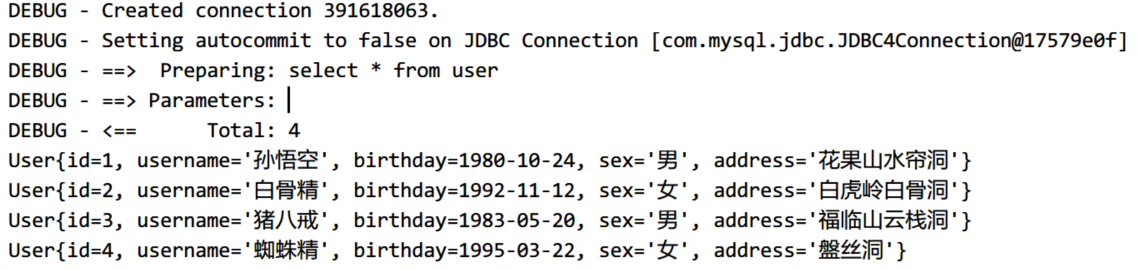 DEBUG - Created connection 391618063.
DEBUG - Setting autocommit to false on JDBC Connection [com.mysql.jdbc.JDBC4Connection@17579e0f]
DEBUG - ==>  Preparing: select * from user
DEBUG - ==> Parameters:
DEBUG - <==      Total: 4
User{id=1, username='孙悟空', birthday=1980-10-24, sex='男', address='花果山水帘洞'}
User{id=2, username='白骨精', birthday=1992-11-12, sex='女', address='白虎岭白骨洞'}
User{id=3, username='猪八戒', birthday=1983-05-20, sex='男', address='福临山云栈洞'}
User{id=4, username='蜘蛛精', birthday=1995-03-22, sex='女', address='盤丝洞'}